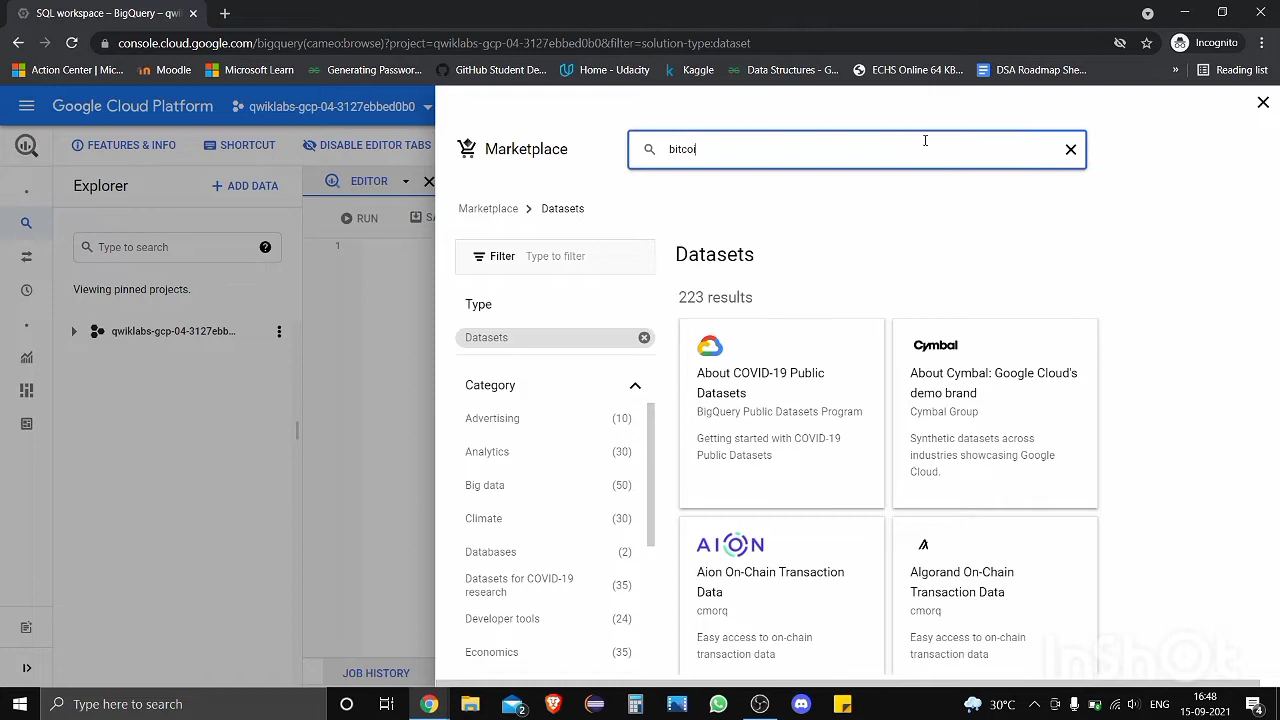 SQL workspace – BigQuery – qwi
console.cloud.google.com/bigquery(cameo:browse)?project=qwiklabs-gcp-04-3127ebbed0b0&filter=solution-type:dataset
Incognito
Action Center | Mic...
Moodle
Microsoft Learn
Generating Passwor...
GitHub Student De...
Home - Udacity
Kaggle
Data Structures - G...
ECHS Online 64 KB...
DSA Roadmap She...
»
Reading list
Google Cloud Platform
qwiklabs-gcp-04-3127ebbed0b0
FEATURES & INFO
SHORTCUT
DISABLE EDITOR TABS
Explorer
+ ADD DATA
EDITOR
RUN
SA
1
Type to search
Viewing pinned projects.
qwiklabs-gcp-04-3127ebb...
JOB HISTORY
Marketplace
bitcoi
Marketplace > Datasets
Filter Type to filter
Type
Datasets
Category
Advertising (10)
Analytics (30)
Big data (50)
Climate (30)
Databases (2)
Datasets for COVID-19
research (35)
Developer tools (24)
Economics (35)
Datasets
223 results
About COVID-19 Public
Datasets
BigQuery Public Datasets Program
Getting started with COVID-19
Public Datasets
Cymbal
About Cymbal: Google Cloud's
demo brand
Cymbal Group
Synthetic datasets across
industries showcasing Google
Cloud.
AION
Aion On-Chain Transaction
Data
cmorq
Easy access to on-chain
transaction data
Algorand On-Chain
Transaction Data
cmorq
Easy access to on-chain
transaction data
InShOt
Type here to search
2
30°C
16:48
15-09-2021
4